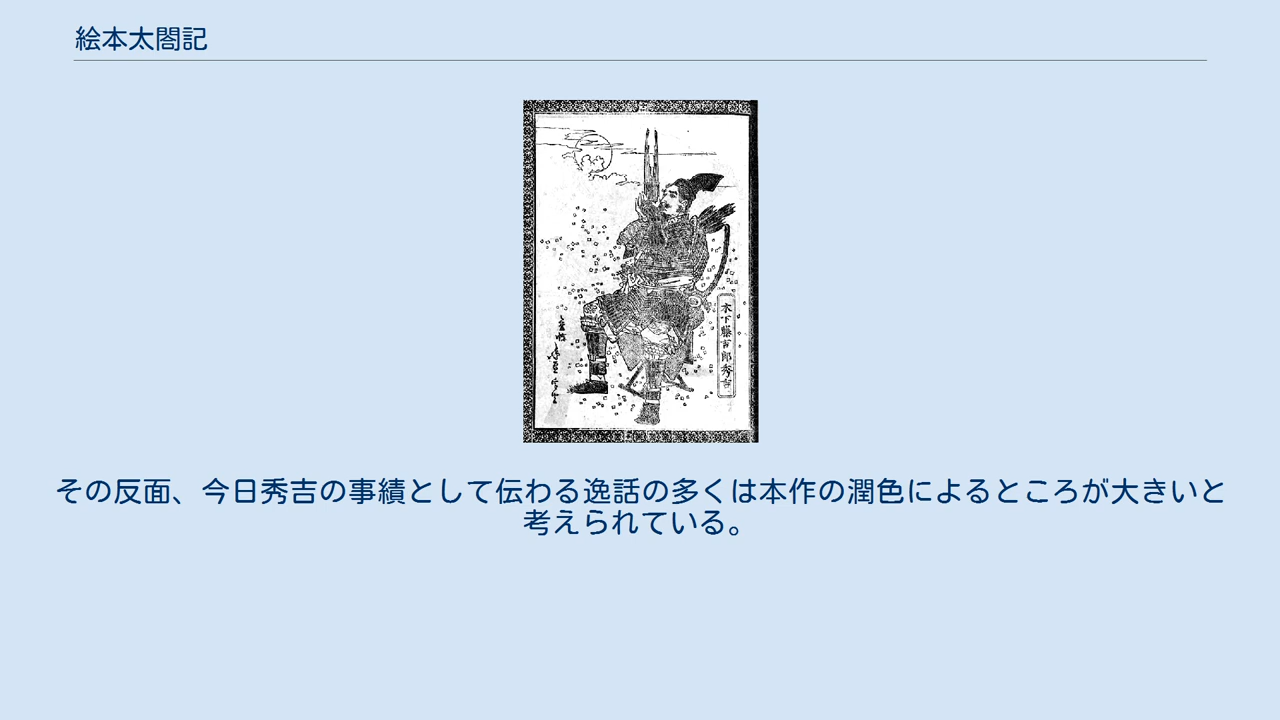 絵本太閤記
木下藤吉郎秀吉
その反面、今日秀吉の事績として伝わる逸話の多くは本作の潤色によるところが大きいと
考えられている。